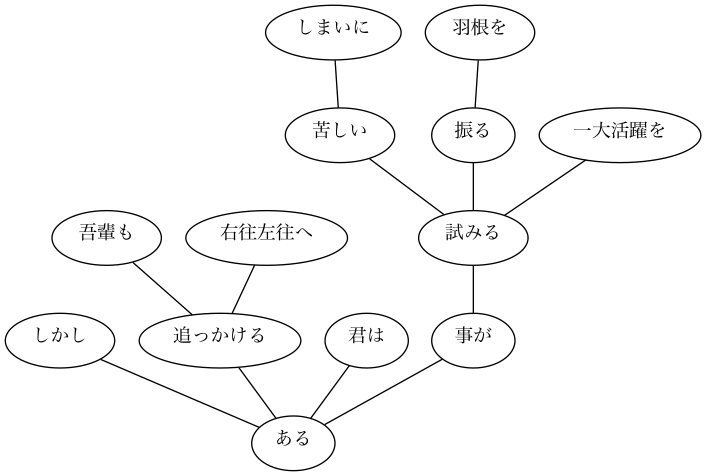 しまいに
羽根を
苦しい
振る
一大活躍を
吾輩も
右往左往へ
試みる
しかし
追っかける
君は
事が
ある